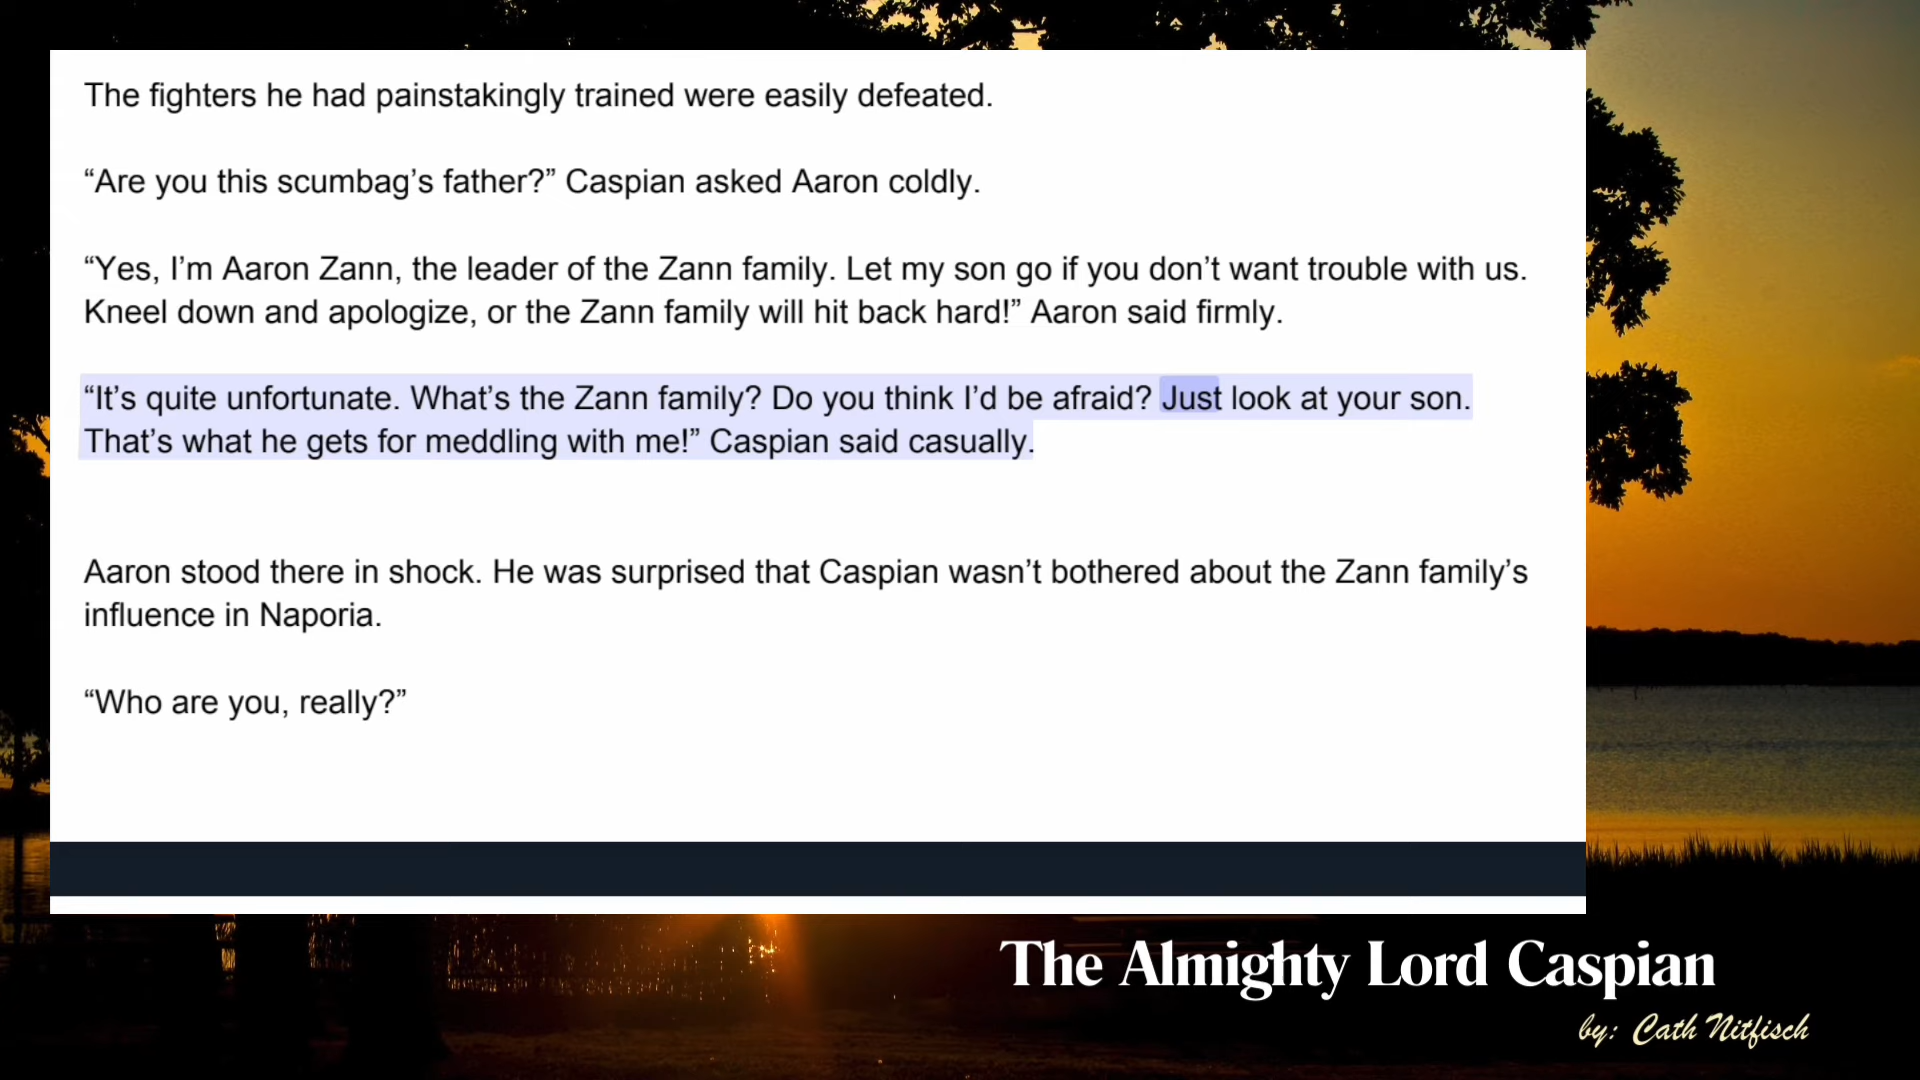 The fighters he had painstakingly trained were easily defeated.
“Are you this scumbag’s father?” Caspian asked Aaron coldly.
“Yes, I’m Aaron Zann, the leader of the Zann family. Let my son go if you don’t want trouble with us.
Kneel down and apologize, or the Zann family will hit back hard!” Aaron said firmly.
“It’s quite unfortunate. What’s the Zann family? Do you think I’d be afraid? Just look at your son.
That’s what he gets for meddling with me!” Caspian said casually.
Aaron stood there in shock. He was surprised that Caspian wasn’t bothered about the Zann family’s
influence in Naporia.
“Who are you, really?”
The Almighty Lord Caspian
by: Cath Nitfisch